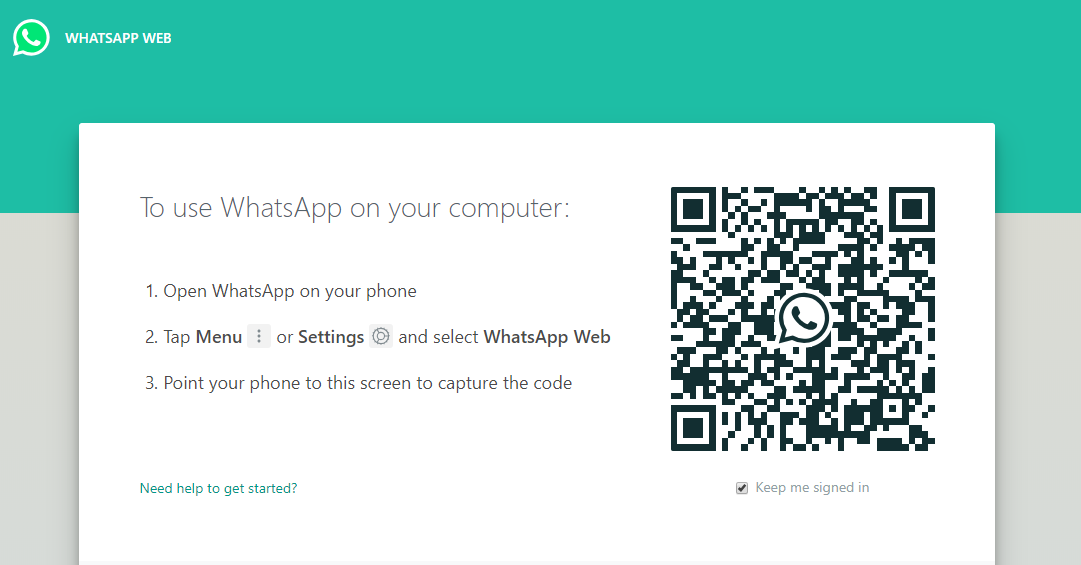 WHATSAPP WEB
To use WhatsApp on your computer:
1. Open WhatsApp on your phone
2. Tap Menu or Settings and select WhatsApp Web
3. Point your phone to this screen to capture the code
Need help to get started?
Keep me signed in